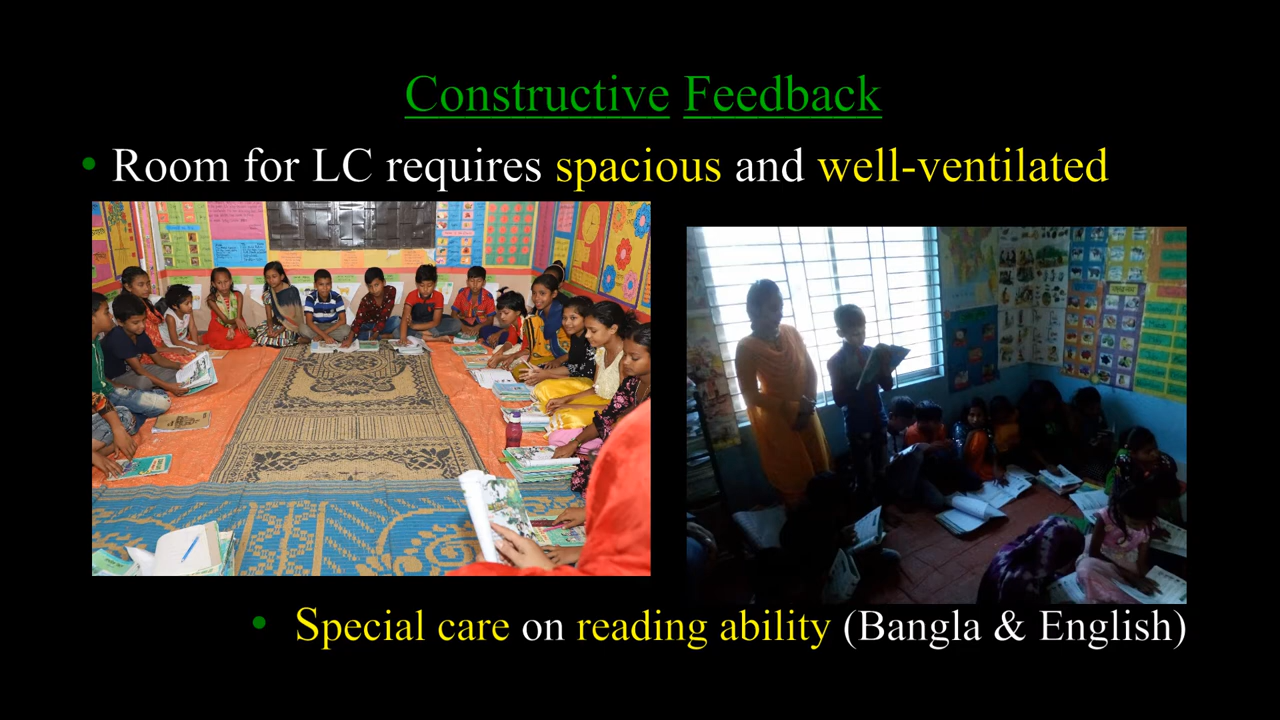 Constructive Feedback
• Room for LC requires spacious and well-ventilated
• Special care on reading ability (Bangla & English)